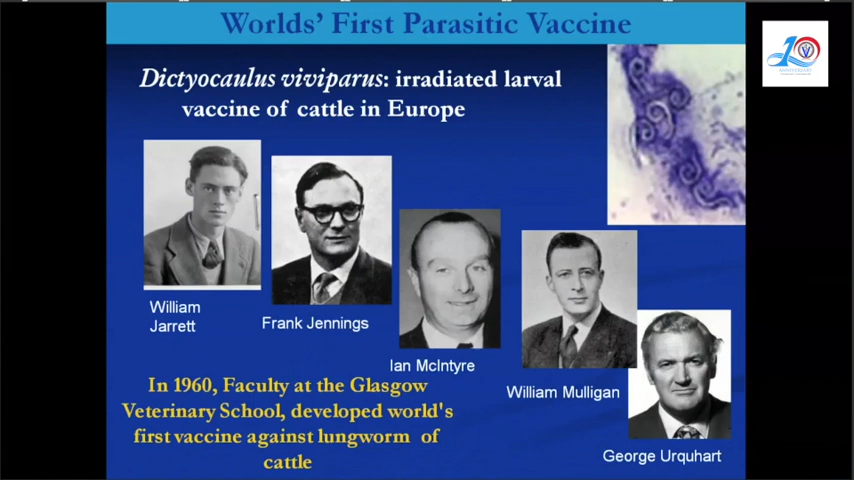 Worlds' First Parasitic Vaccine
Dictyocaulus viviparus: irradiated larval
vaccine of cattle in Europe
William
Jarrett
Frank Jennings
Ian McIntyre
William Mulligan
George Urquhart
In 1960, Faculty at the Glasgow
Veterinary School, developed world's
first vaccine against lungworm of
cattle
10
ANNIVERSARY